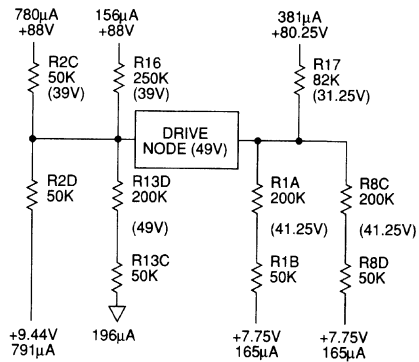 780µA
+88V
156µA
+88V
381µA
+80.25V
R2C
50K
(39V)
R16
250K
(39V)
R17
82K
(31.25V)
DRIVE
NODE (49V)
R2D
50K
R13D
200K
(49V)
R13C
50K
R1A
200K
(41.25V)
R1B
50K
R8C
200K
(41.25V)
R8D
50K
+9.44V
791µA
196µA
+7.75V
165µA
+7.75V
165µA